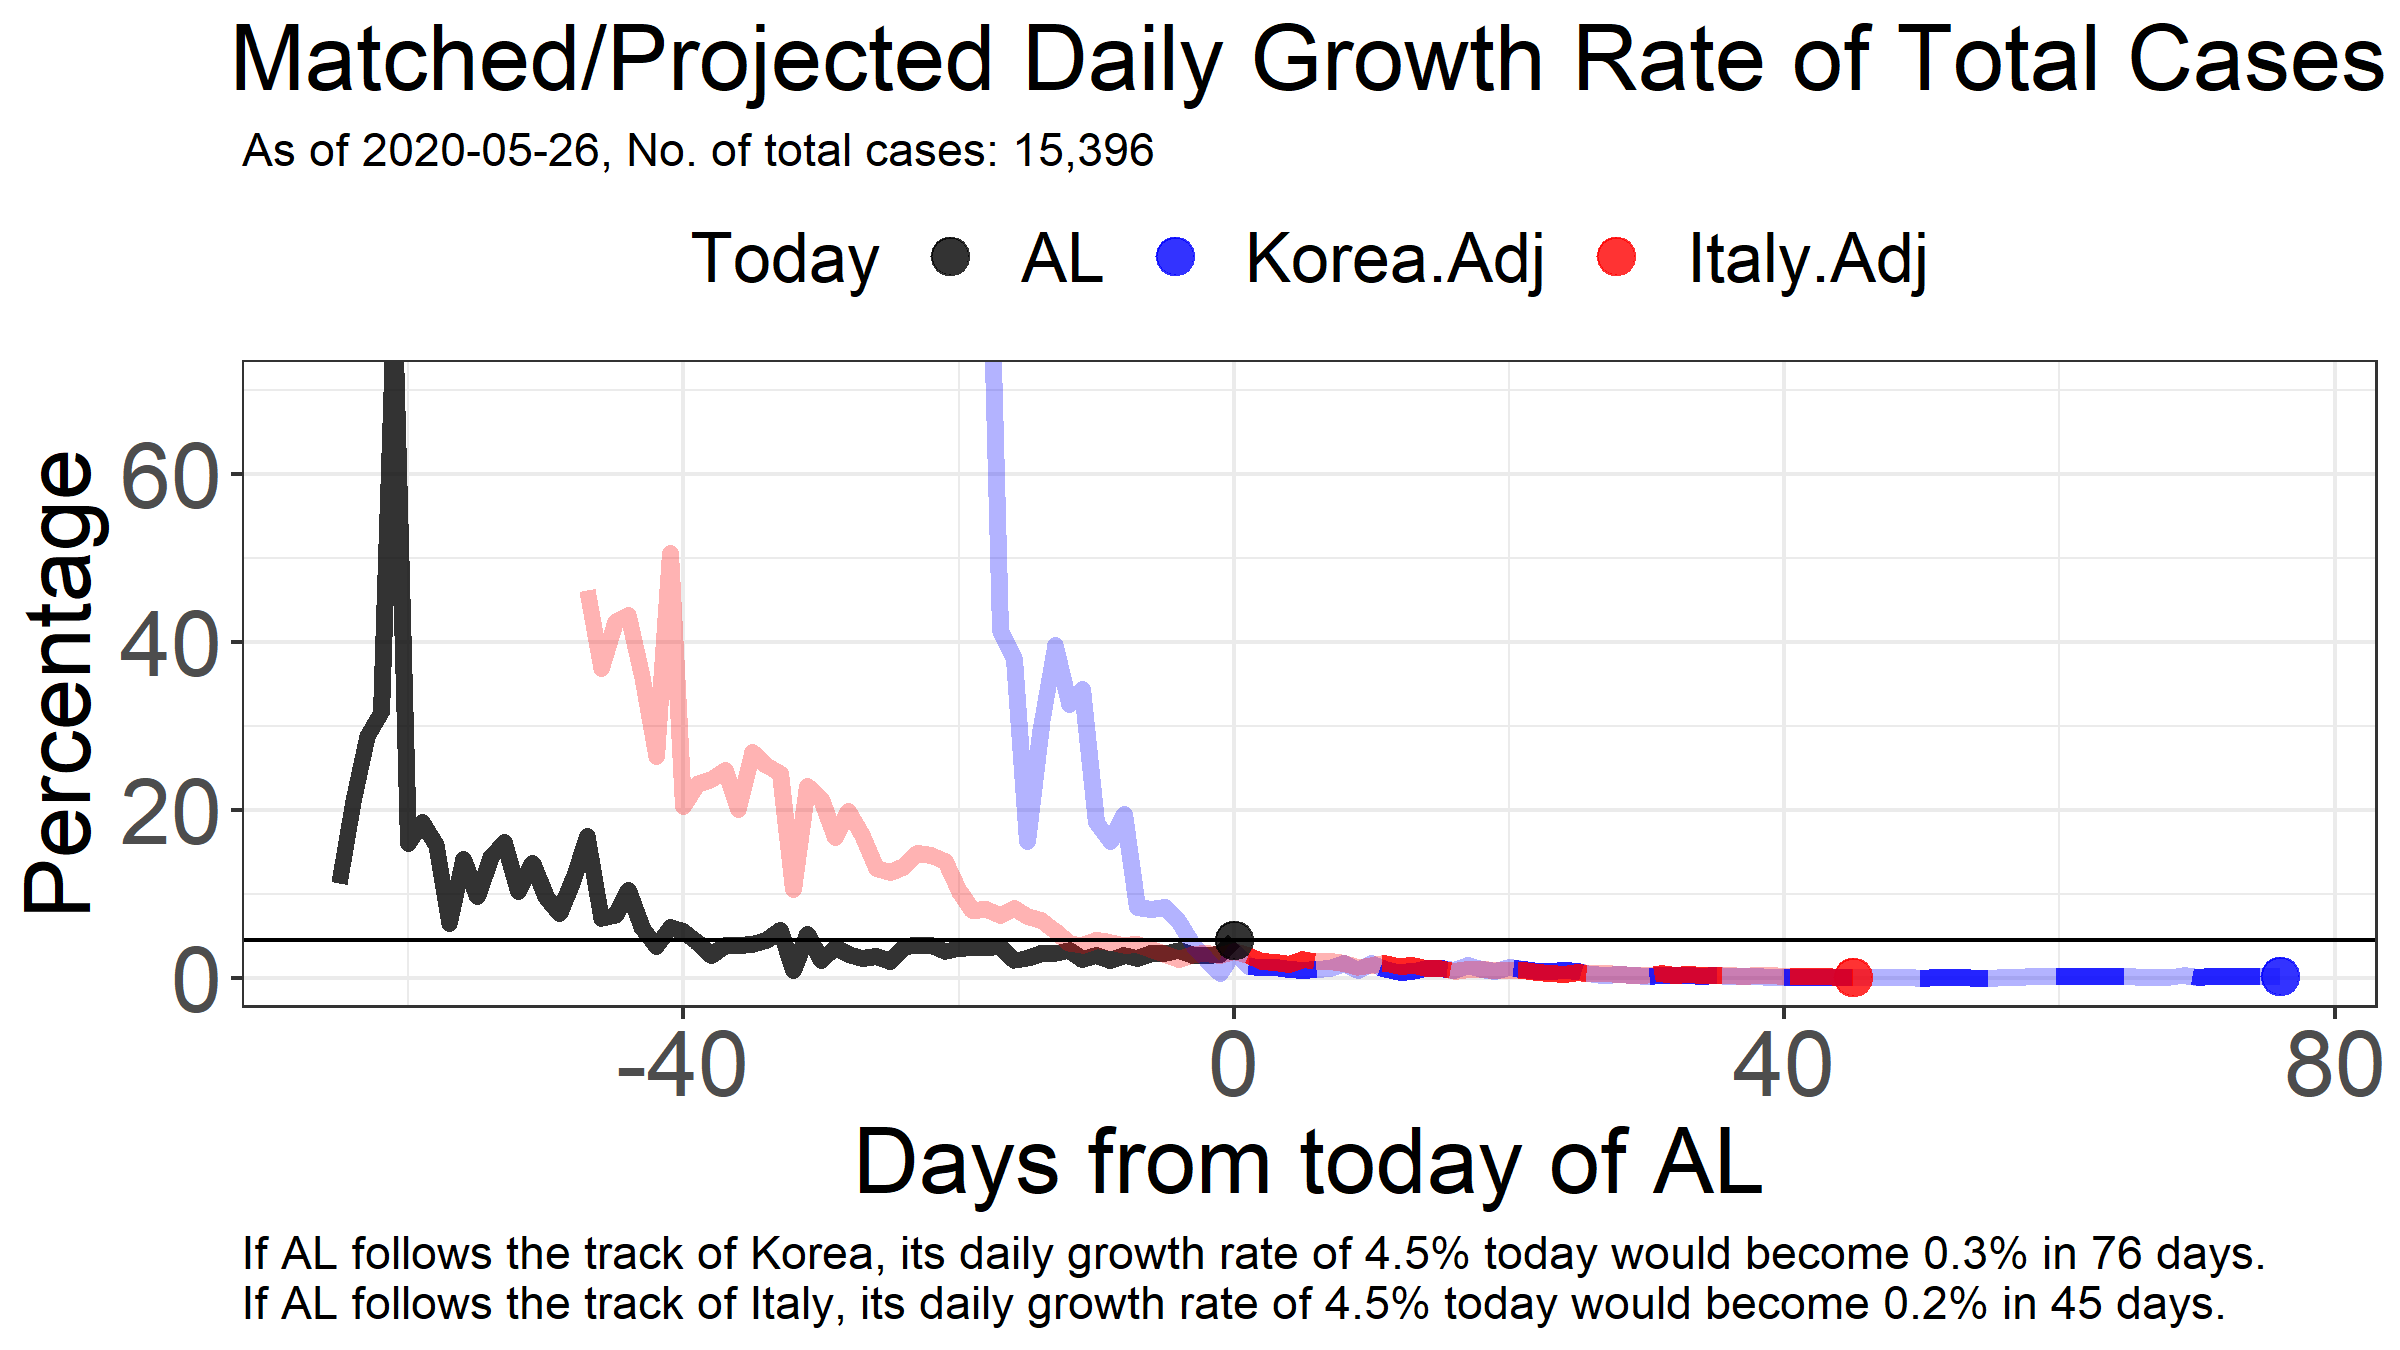 Matched/Projected Daily Growth Rate of Total Cases
As of 2020-05-26, No. of total cases: 15,396
Today AL Korea.Adj Italy.Adj
Percentage
60
40
20
0
-40 0 40 80
Days from today of AL
If AL follows the track of Korea, its daily growth rate of 4.5% today would become 0.3% in 76 days.
If AL follows the track of Italy, its daily growth rate of 4.5% today would become 0.2% in 45 days.